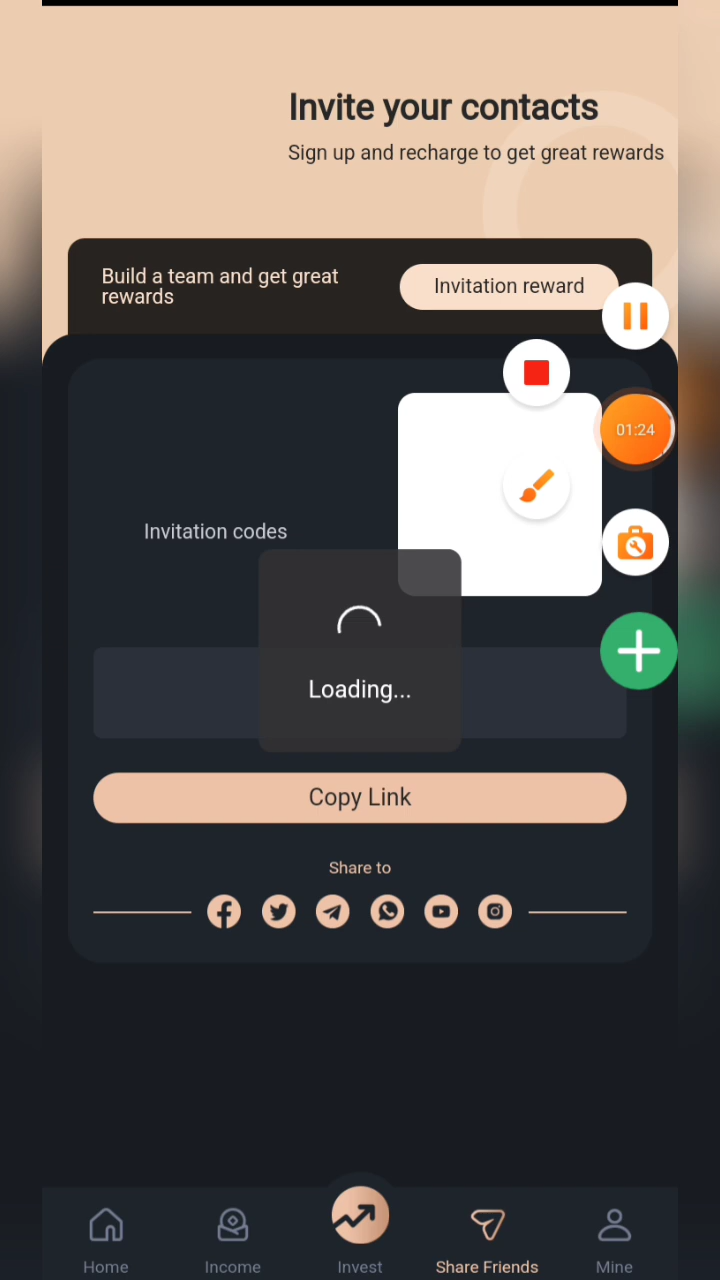 Invite your contacts
Sign up and recharge to get great rewards
Build a team and get great
rewards
Invitation reward
01:24
Invitation codes
Loading...
Copy Link
Share to
Home
Income
Invest
Share Friends
Mine